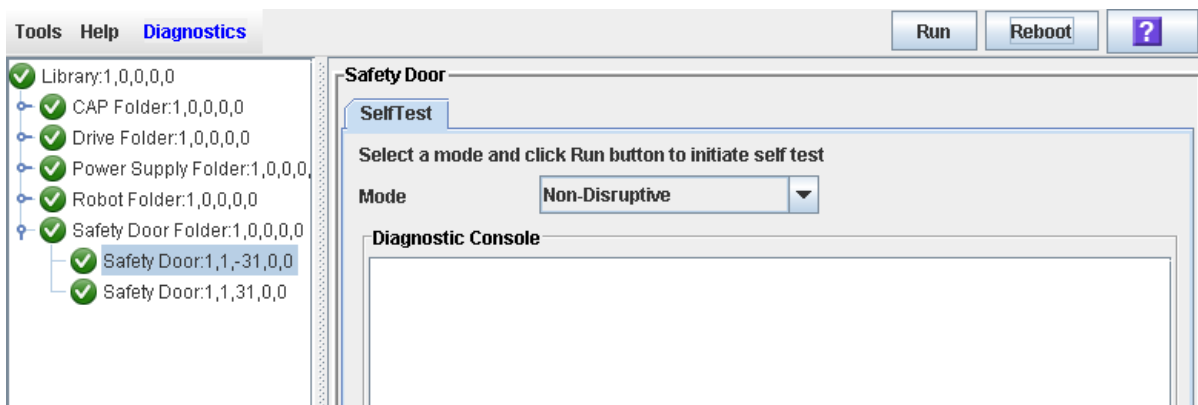 Tools Help Diagnostics Run Reboot ?
Library:1,0,0,0,0
CAP Folder:1,0,0,0,0
Drive Folder:1,0,0,0,0
Power Supply Folder:1,0,0,0,
Robot Folder:1,0,0,0,0
Safety Door Folder:1,0,0,0,0
Safety Door:1,1,-31,0,0
Safety Door:1,1,31,0,0
Safety Door
SelfTest
Select a mode and click Run button to initiate self test
Mode Non-Disruptive
Diagnostic Console